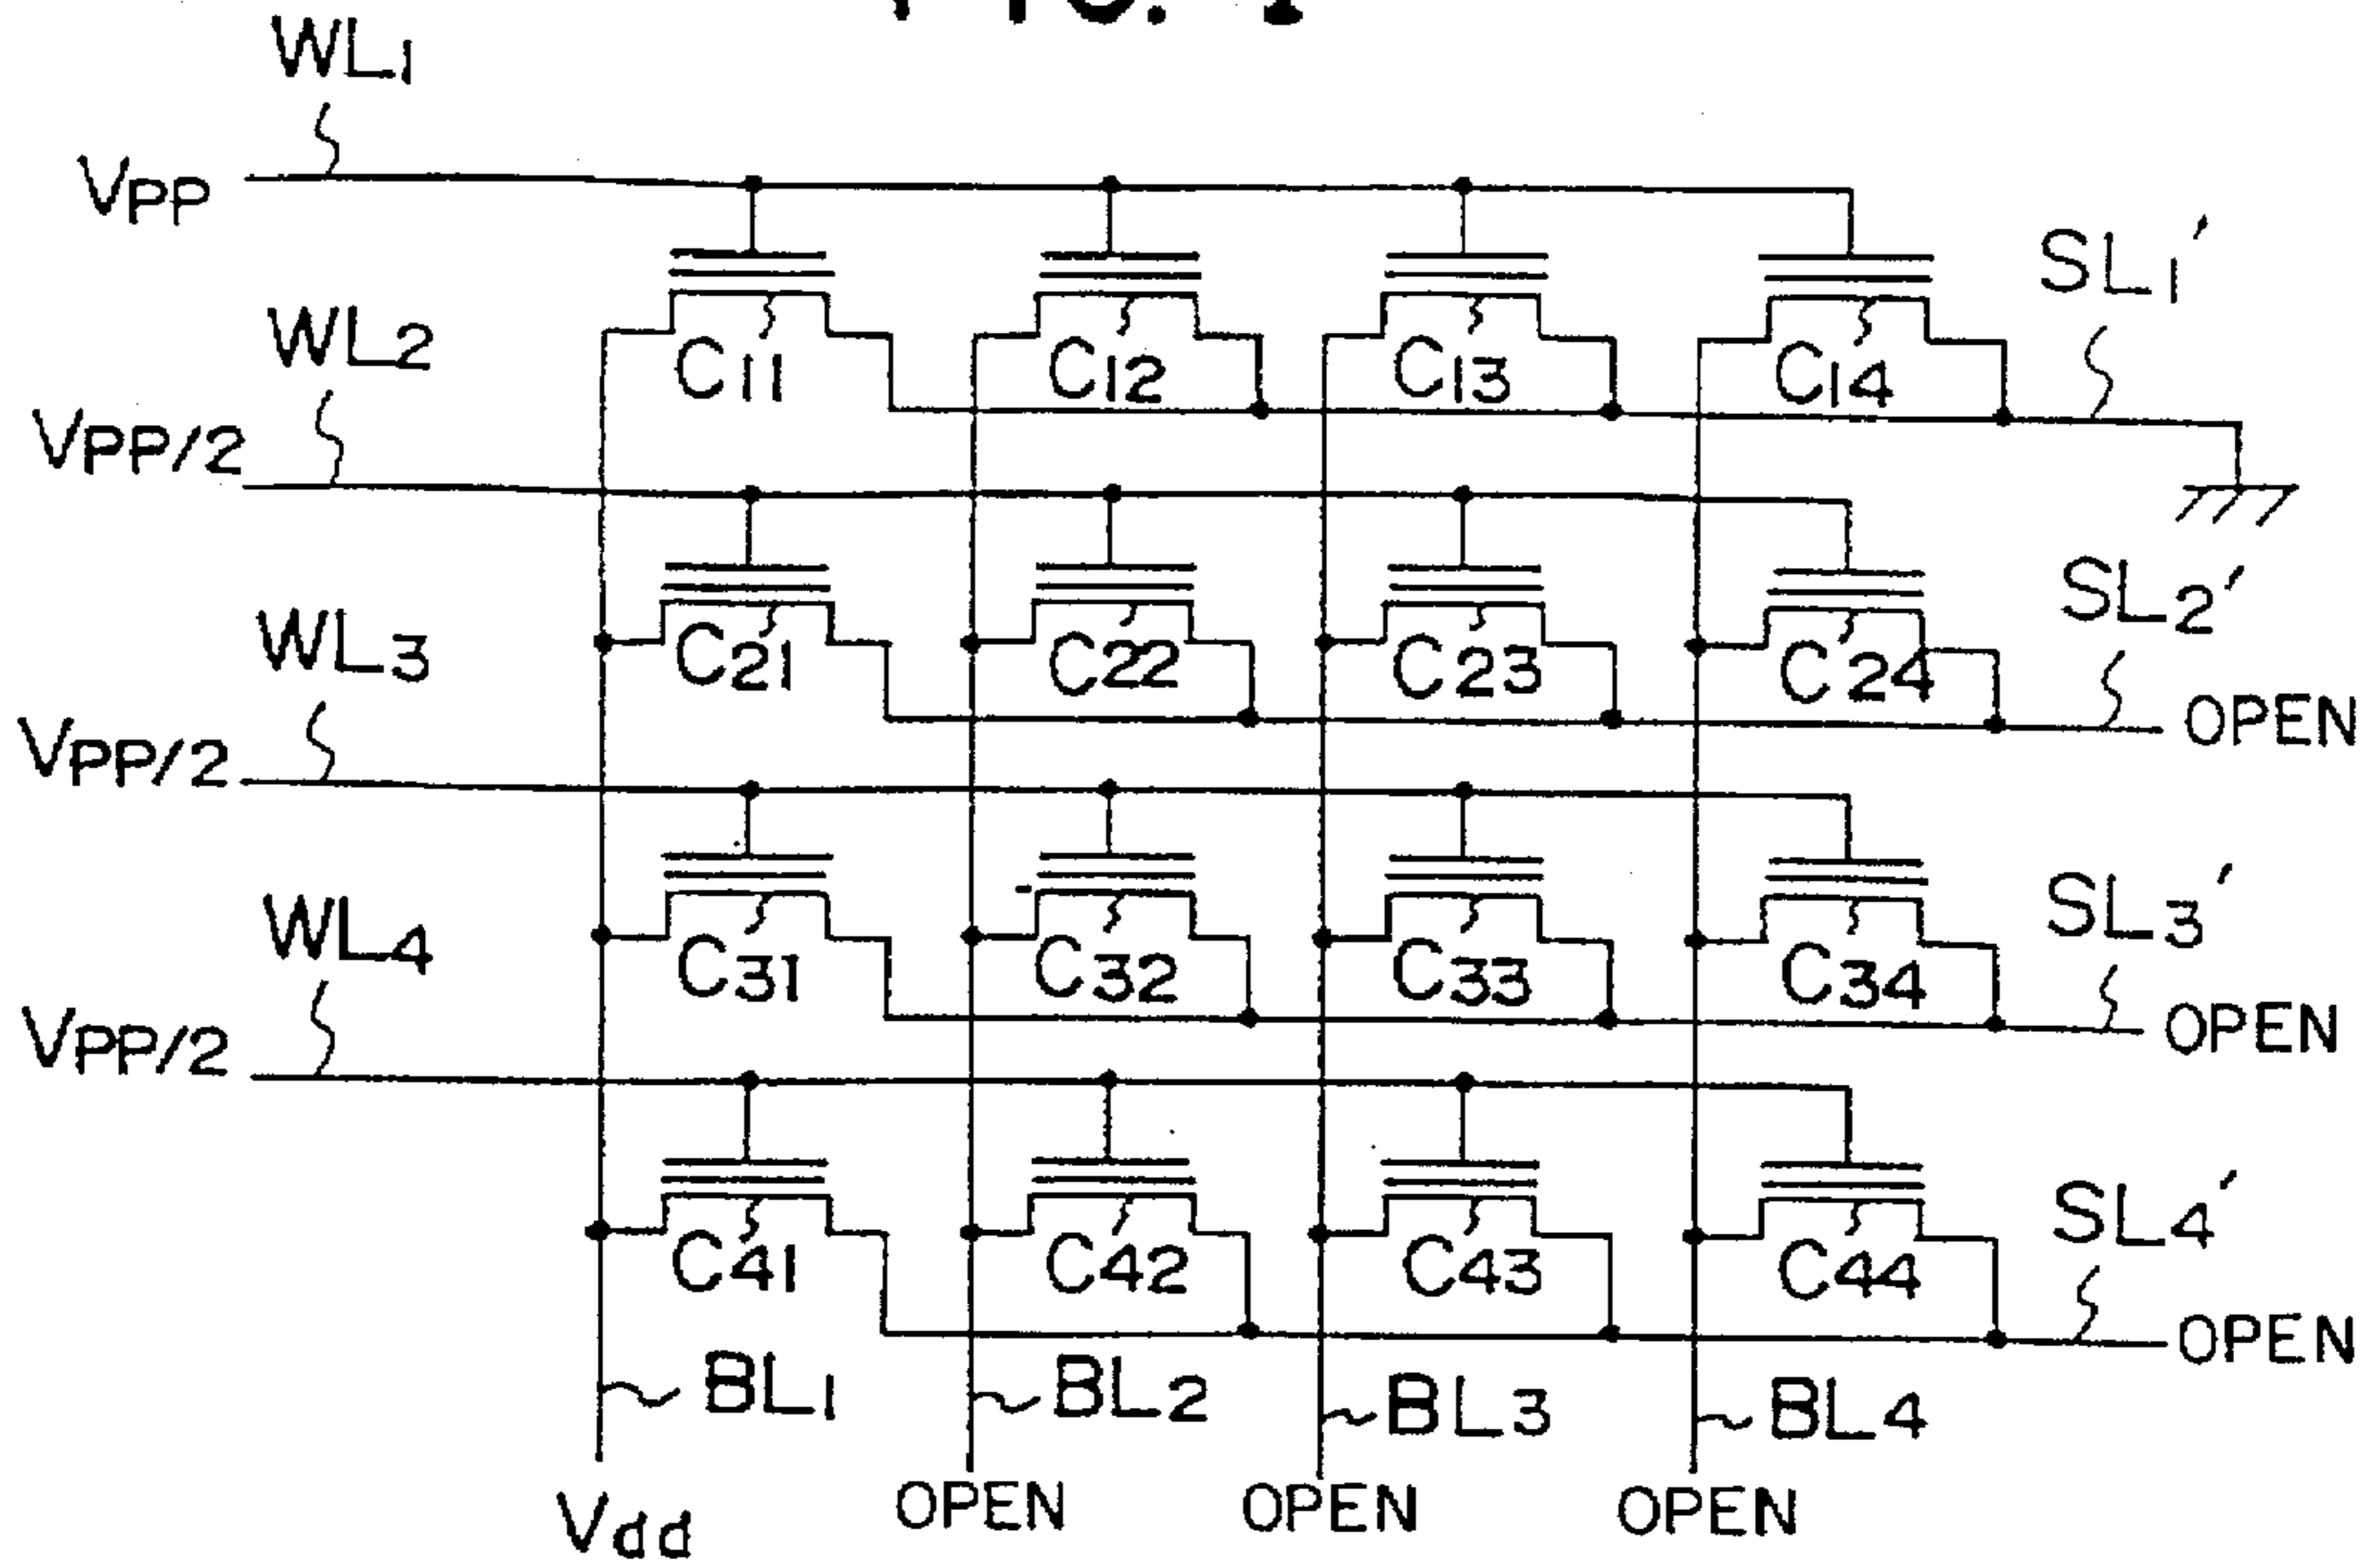 WL1
VPP
SL1'
C11 C12 C13 C14
WL2
VPP/2
SL2'
C21 C22 C23 C24
OPEN
WL3
VPP/2
SL3'
C31 C32 C33 C34
OPEN
WL4
VPP/2
SL4'
C41 C42 C43 C44
OPEN
BL1 BL2 BL3 BL4
Vdd OPEN OPEN OPEN